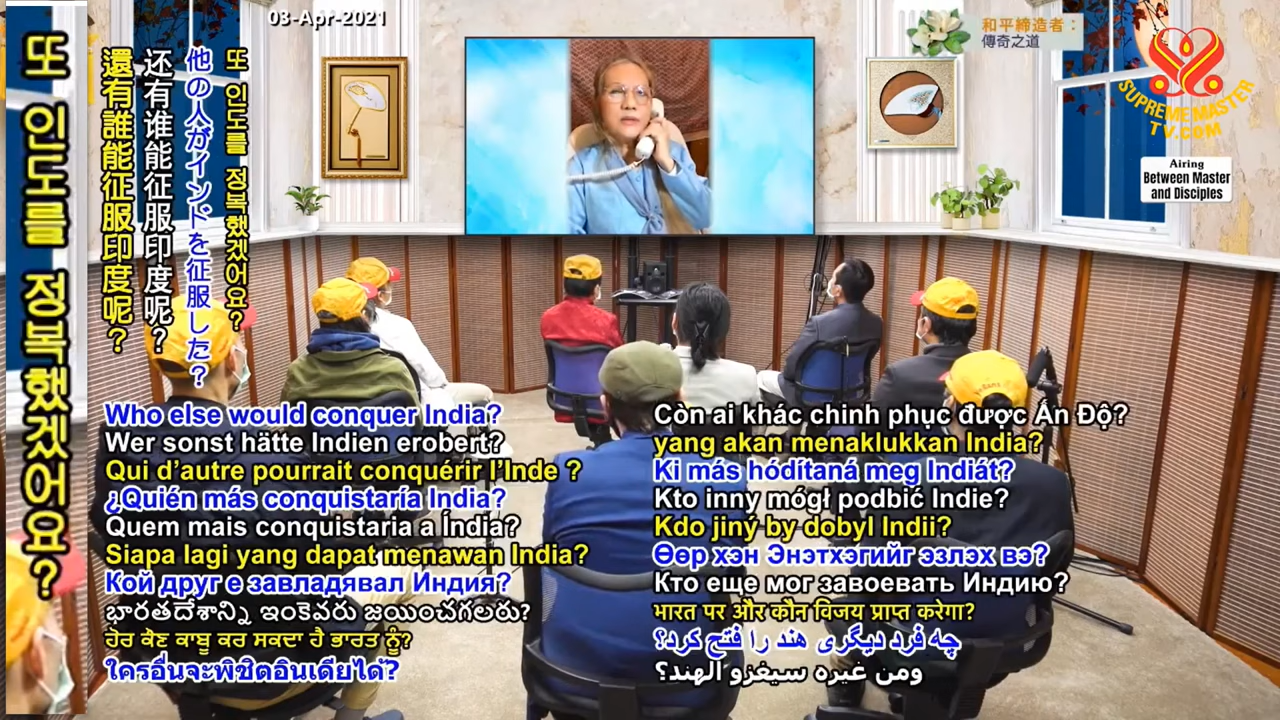 03-Apr-2021
和平締造者：
傳奇之道
SUPREME MASTER
TV.COM
Airing
Between Master
and Disciples
또 인도를 정복했겠어요?
還有誰能征服印度呢？
还有谁能征服印度呢？
他の人がインドを征服した？
또 인도를 정복했겠어요?
Who else would conquer India?
Wer sonst hätte Indien erobert?
Qui d’autre pourrait conquérir l’Inde ?
¿Quién más conquistaría India?
Quem mais conquistaria a Índia?
Siapa lagi yang dapat menawan India?
Кой друг е завладявал Индия?
భారతదేశాన్ని ఇంకెవరు జయించగలరు?
ਹੋਰ ਕੌਣ ਕਾਬੂ ਕਰ ਸਕਦਾ ਹੈ ਭਾਰਤ ਨੂੰ?
ใครอื่นจะพิชิตอินเดียได้?
Còn ai khác chinh phục được Ấn Độ?
yang akan menaklukkan India?
Ki más hódítaná meg Indiát?
Kto inny mógł podbić Indie?
Kdo jiný by dobyl Indii?
Өөр хэн Энэтхэгийг эзлэх вэ?
Кто еще мог завоевать Индию?
भारत पर और कौन विजय प्राप्त करेगा?
چه فرد دیگری هند را فتح کرد؟
ومن غيره سيغزو الهند؟